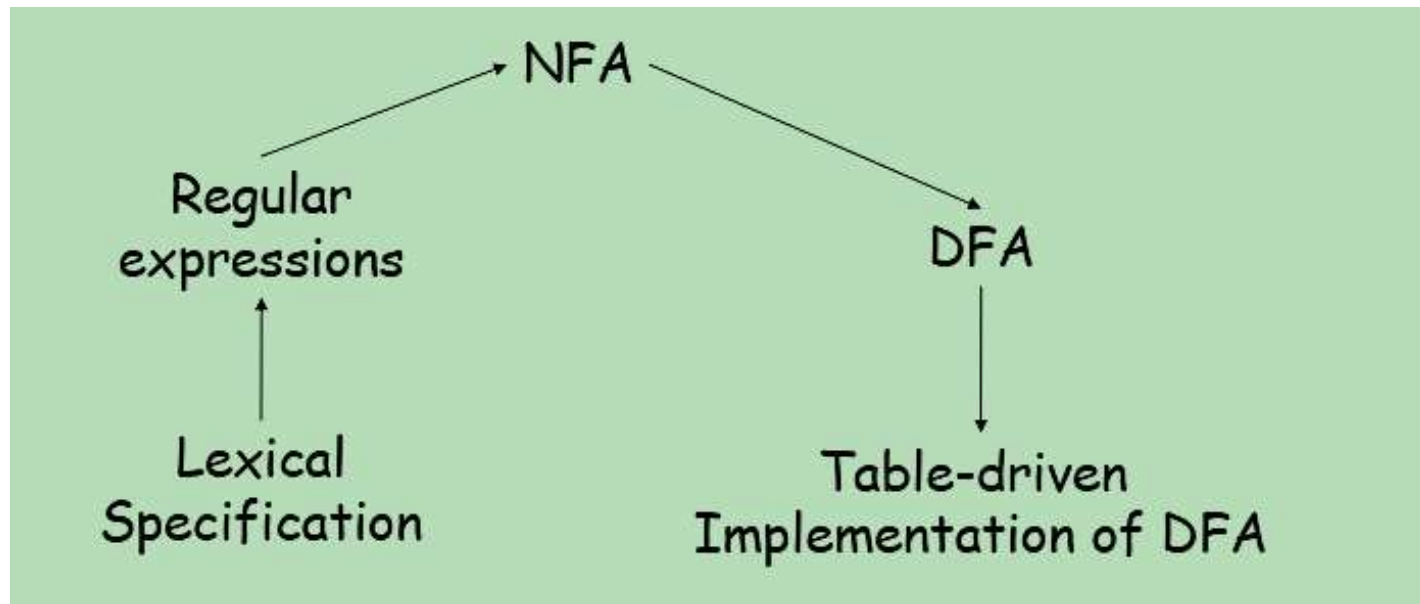 NFA
Regular
expressions
DFA
Lexical
Specification
Table-driven
Implementation of DFA